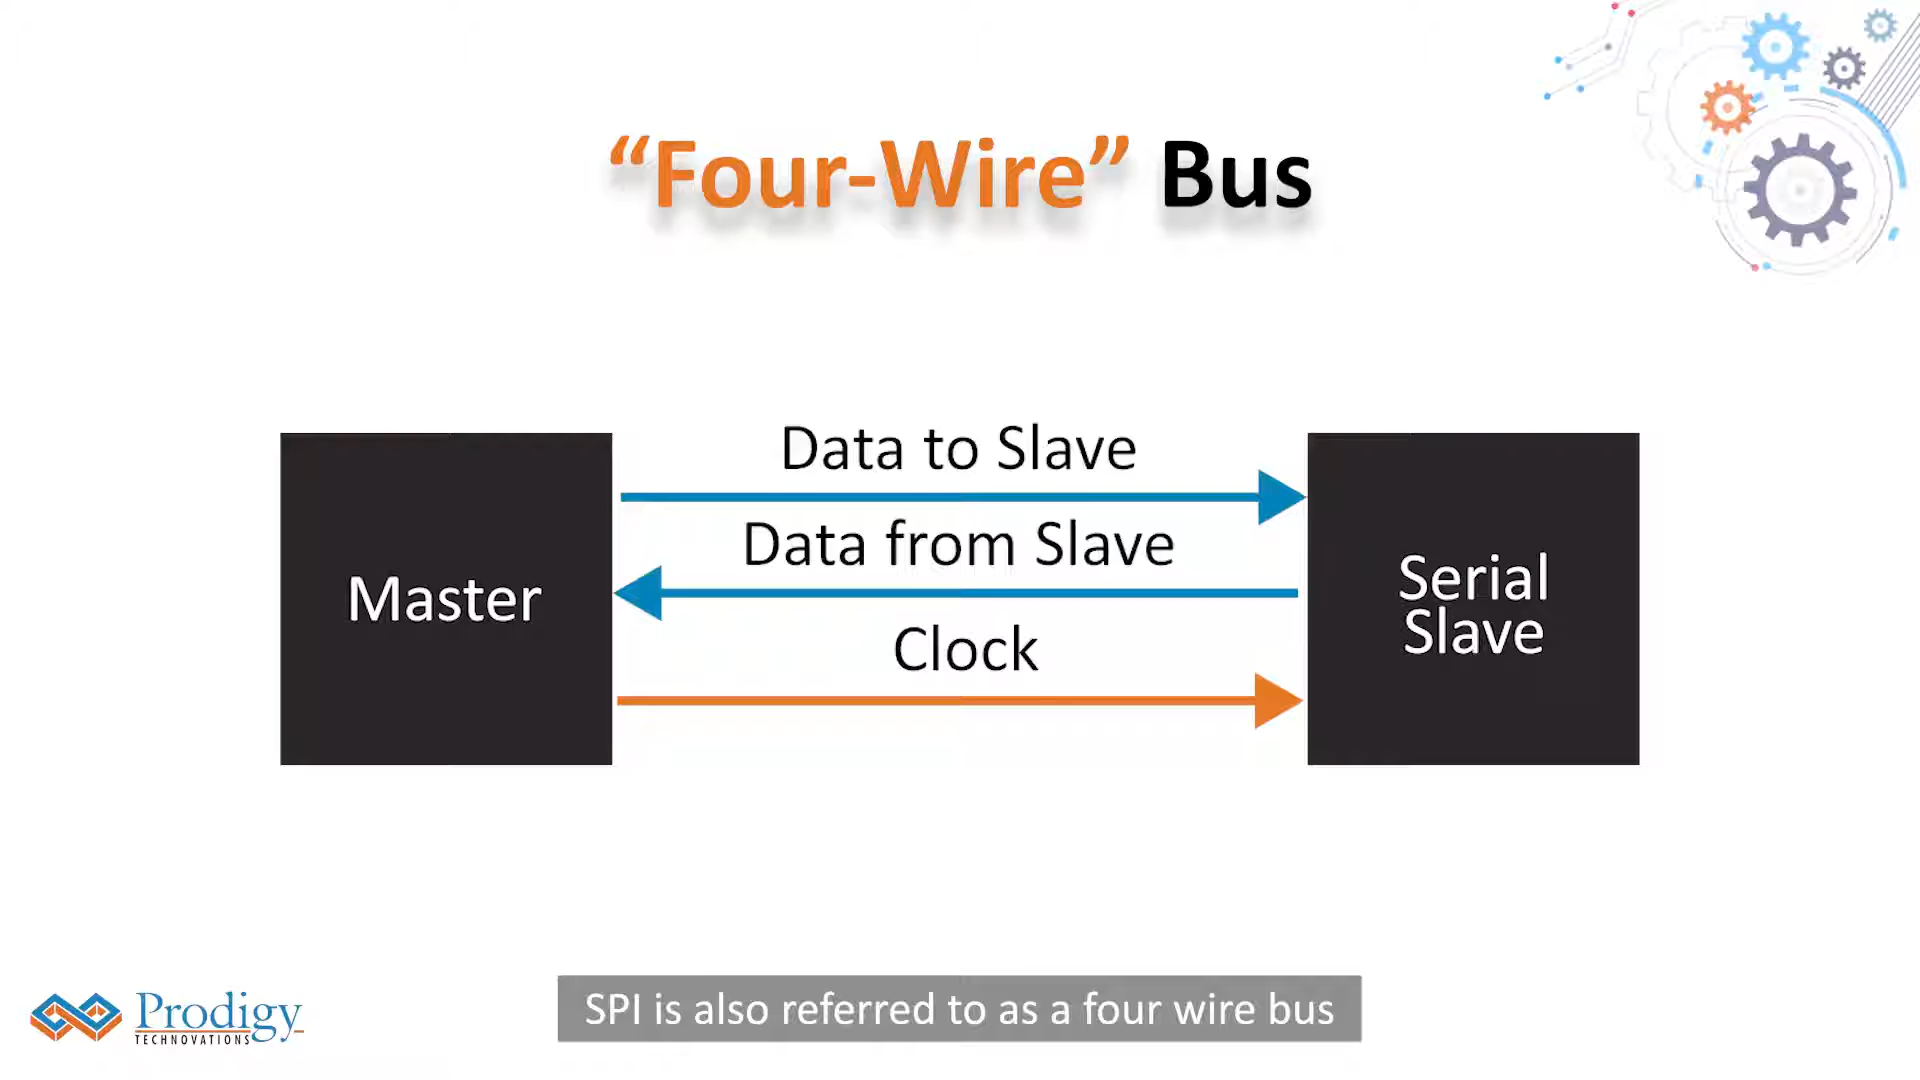 “Four-Wire” Bus
Data to Slave
Data from Slave
Clock
Master
Serial
Slave
SPI is also referred to as a four wire bus
Prodigy
TECHNOVATIONS